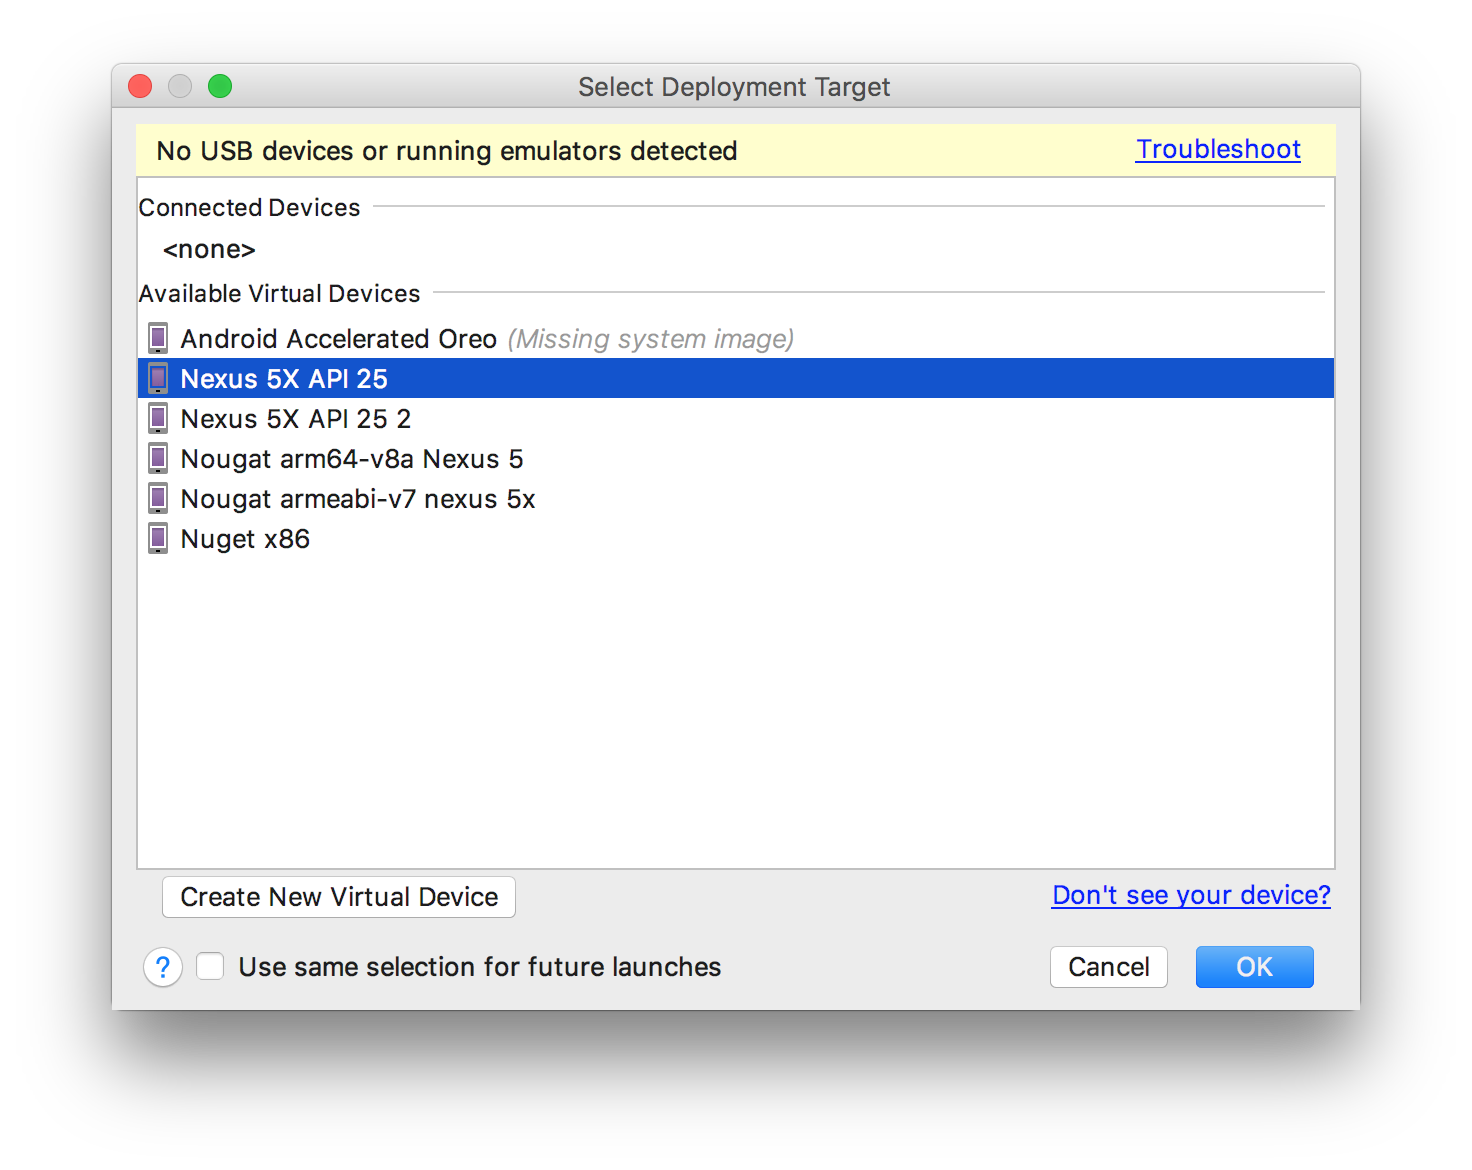 Select Deployment Target
No USB devices or running emulators detected Troubleshoot
Connected Devices
<none>
Available Virtual Devices
Android Accelerated Oreo (Missing system image)
Nexus 5X API 25
Nexus 5X API 25 2
Nougat arm64-v8a Nexus 5
Nougat armeabi-v7 nexus 5x
Nuget x86
Create New Virtual Device Don't see your device?
? Use same selection for future launches Cancel OK